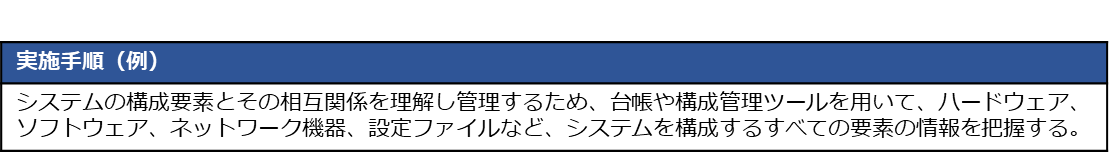 実施手順（例）
システムの構成要素とその相互関係を理解し管理するため、台帳や構成管理ツールを用いて、ハードウェア、
ソフトウェア、ネットワーク機器、設定ファイルなど、システムを構成するすべての要素の情報を把握する。